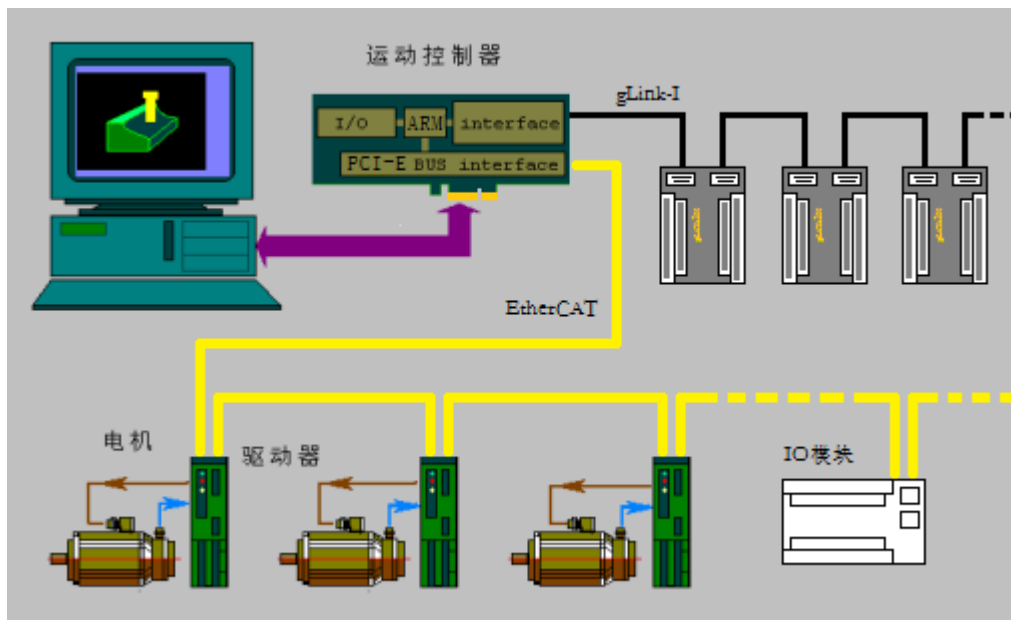 运动控制器
gLink-I
I/O
ARM
interface
PCI-E BUS interface
EtherCAT
电机
驱动器
IO模块